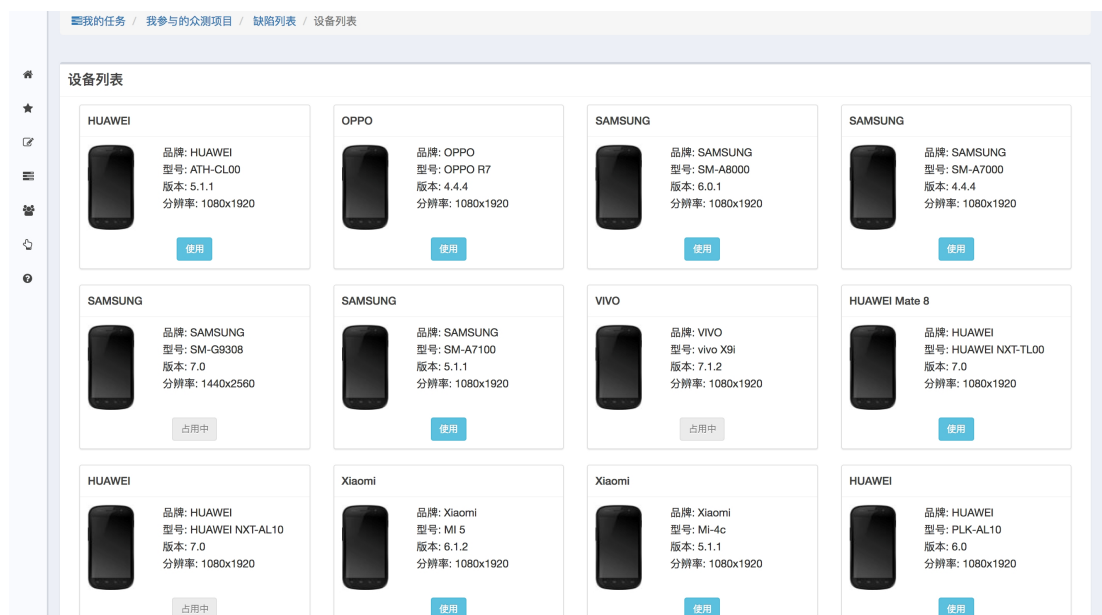 我的任务 / 我参与的众测项目 / 缺陷列表 / 设备列表
设备列表
HUAWEI
品牌: HUAWEI
型号: ATH-CL00
版本: 5.1.1
分辨率: 1080x1920
使用
OPPO
品牌: OPPO
型号: OPPO R7
版本: 4.4.4
分辨率: 1080x1920
使用
SAMSUNG
品牌: SAMSUNG
型号: SM-A8000
版本: 6.0.1
分辨率: 1080x1920
使用
SAMSUNG
品牌: SAMSUNG
型号: SM-A7000
版本: 4.4.4
分辨率: 1080x1920
使用
SAMSUNG
品牌: SAMSUNG
型号: SM-G9308
版本: 7.0
分辨率: 1440x2560
占用中
SAMSUNG
品牌: SAMSUNG
型号: SM-A7100
版本: 5.1.1
分辨率: 1080x1920
使用
VIVO
品牌: VIVO
型号: vivo X9i
版本: 7.1.2
分辨率: 1080x1920
占用中
HUAWEI Mate 8
品牌: HUAWEI
型号: HUAWEI NXT-TL00
版本: 7.0
分辨率: 1080x1920
使用
HUAWEI
品牌: HUAWEI
型号: HUAWEI NXT-AL10
版本: 7.0
分辨率: 1080x1920
占用中
Xiaomi
品牌: Xiaomi
型号: MI 5
版本: 6.1.2
分辨率: 1080x1920
使用
Xiaomi
品牌: Xiaomi
型号: Mi-4c
版本: 5.1.1
分辨率: 1080x1920
使用
HUAWEI
品牌: HUAWEI
型号: PLK-AL10
版本: 6.0
分辨率: 1080x1920
使用